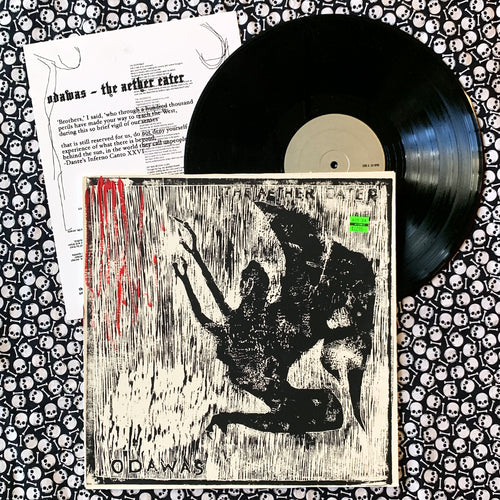 odawas - the aether eater
'Brothers,' I said, 'who through a hundred thousand
perils have made your way to reach the West,
during this so brief vigil of our senses
that is still reserved for us, do not deny yourself
experience of what there is beyond,
behind the sun, in the world they call unpeopled
-Dante's Inferno Canto XXVI
THE AETHER EATER
ODAWAS